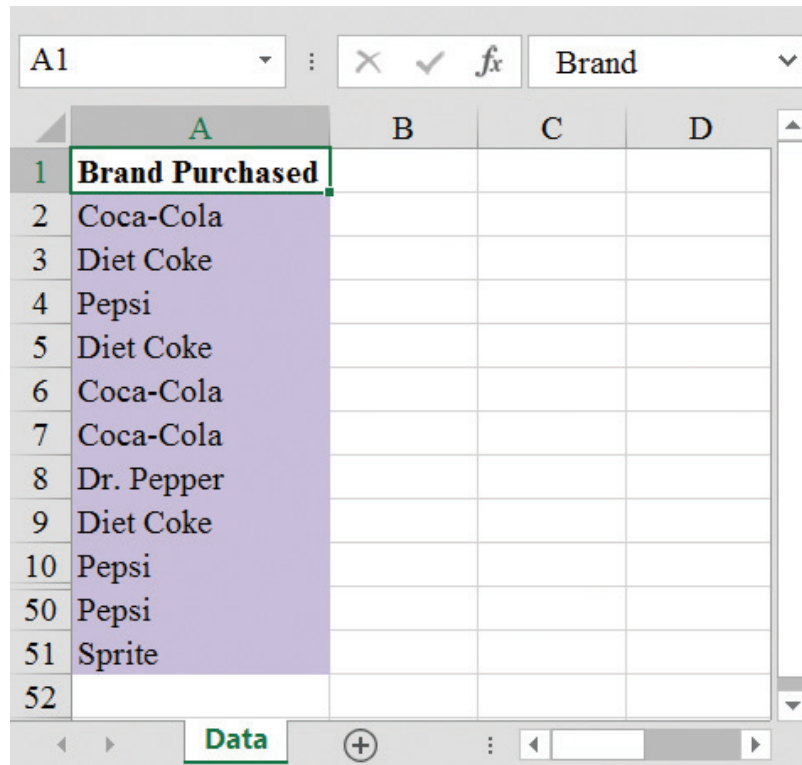 A1 fx Brand
A B C D
1 Brand Purchased
2 Coca-Cola
3 Diet Coke
4 Pepsi
5 Diet Coke
6 Coca-Cola
7 Coca-Cola
8 Dr. Pepper
9 Diet Coke
10 Pepsi
50 Pepsi
51 Sprite
52
Data